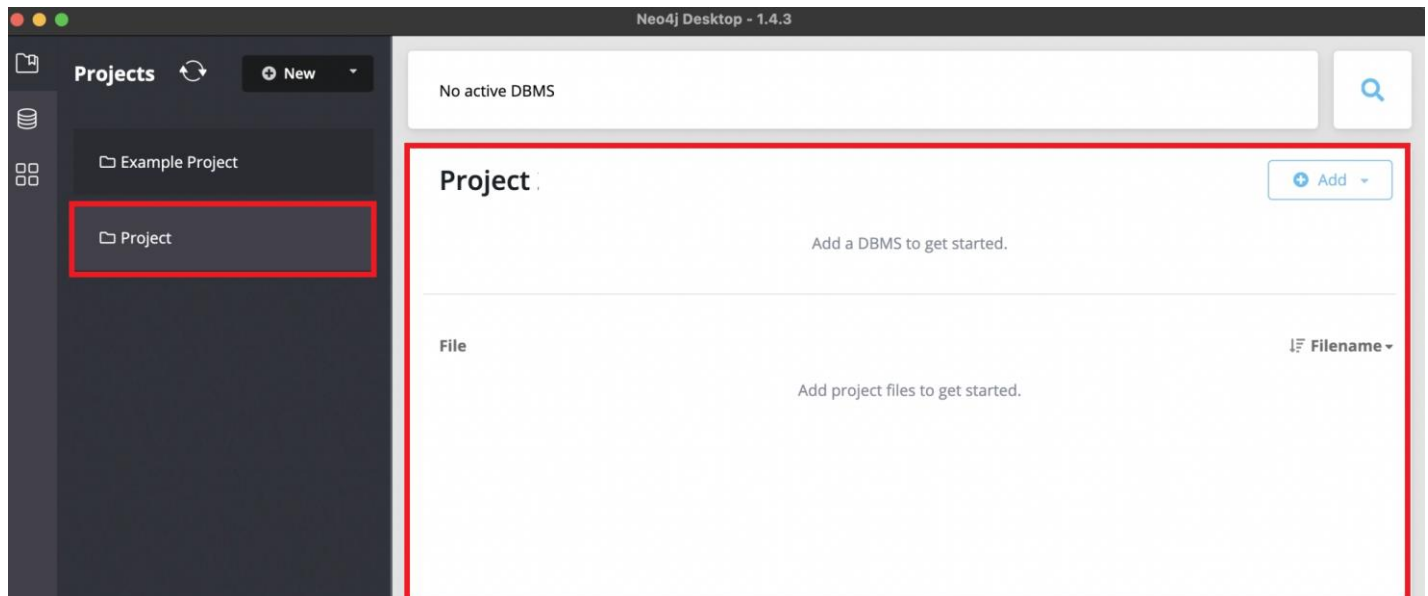 Neo4j Desktop - 1.4.3
Projects
New
Example Project
Project
No active DBMS
Project
Add
Add a DBMS to get started.
File
Filename
Add project files to get started.